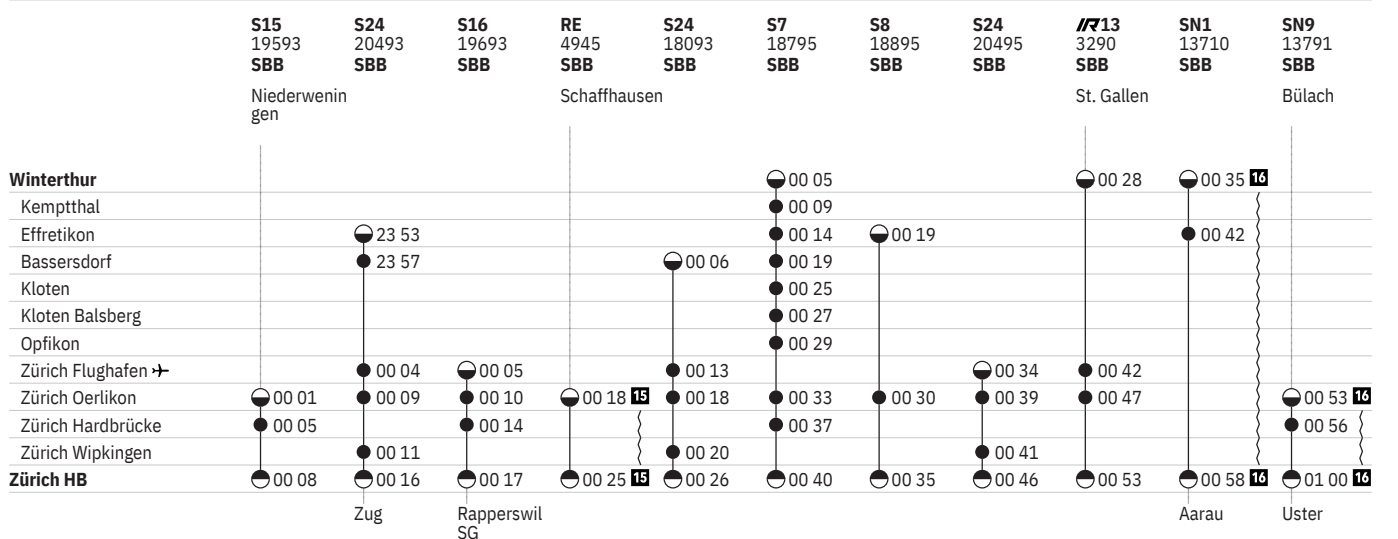 S15 S24 S16 RE S24 S7 S8 S24 IR13 SN1 SN9
19593 20493 19693 4945 18093 18795 18895 20495 3290 13710 13791
SBB SBB SBB SBB SBB SBB SBB SBB SBB SBB SBB
Niederwenin Schaffhausen St. Gallen Bülach
gen
Winterthur 00 05 00 28 00 35 16
Kemptthal 00 09
Effretikon 23 53 00 14 00 19 00 42
Bassersdorf 23 57 00 06 00 19
Kloten 00 25
Kloten Balsberg 00 27
Opfikon 00 29
Zürich Flughafen 00 04 00 05 00 13 00 34 00 42
Zürich Oerlikon 00 01 00 09 00 10 00 18 15 00 18 00 33 00 30 00 39 00 47 00 53 16
Zürich Hardbrücke 00 05 00 14 00 37 00 56
Zürich Wipkingen 00 11 00 20 00 41
Zürich HB 00 08 00 16 00 17 00 25 15 00 26 00 40 00 35 00 46 00 53 00 58 16 01 00 16
Zug Rapperswil Aarau Uster
SG